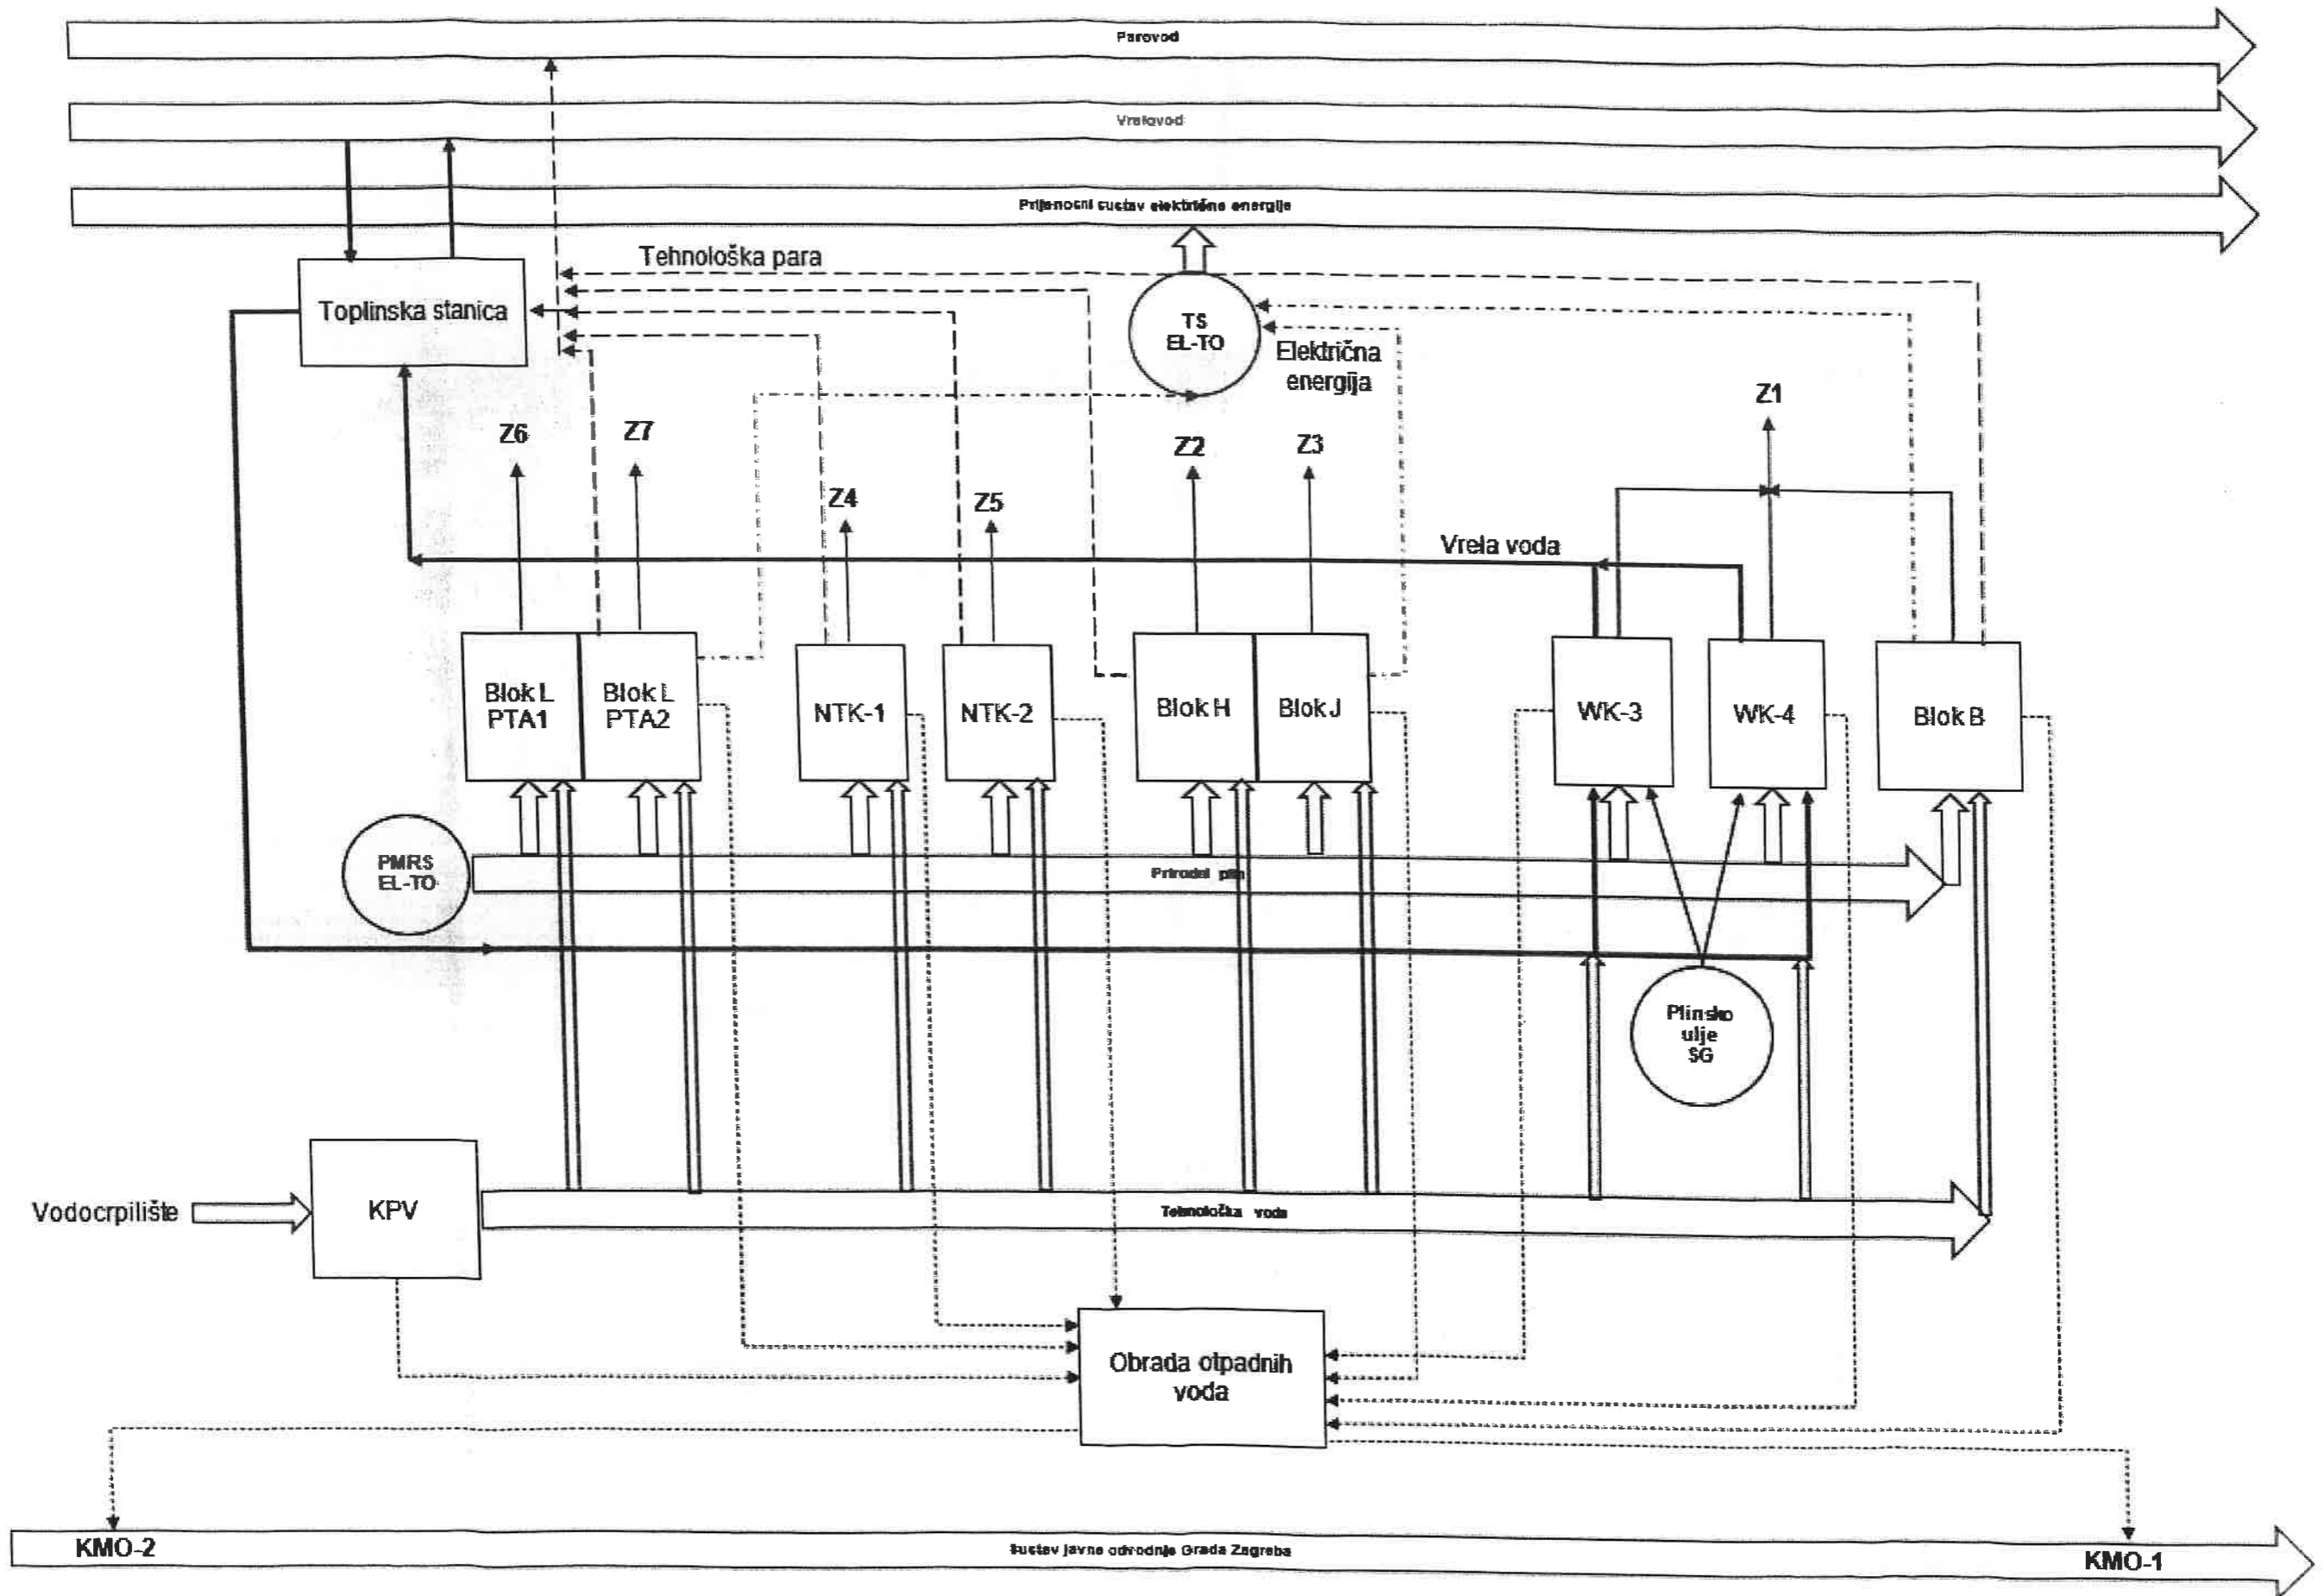 Parovod
Vrelovod
Prijenosni sustav električne energije
Tehnološka para
Toplinska stanica
TS
EL-TO
Električna
energija
Z1
Z6
Z7
Z2
Z3
Z4
Z5
Vrela voda
Blok L
PTA1
Blok L
PTA2
NTK-1
NTK-2
Blok H
Blok J
WK-3
WK-4
Blok B
PMRS
EL-TO
Prirodni plin
Plinsko
ulje
SG
Vodocrpilište
KPV
Tehnološka voda
Obrada otpadnih
voda
KMO-2
Sustav javne odvodnje Grada Zagreba
KMO-1